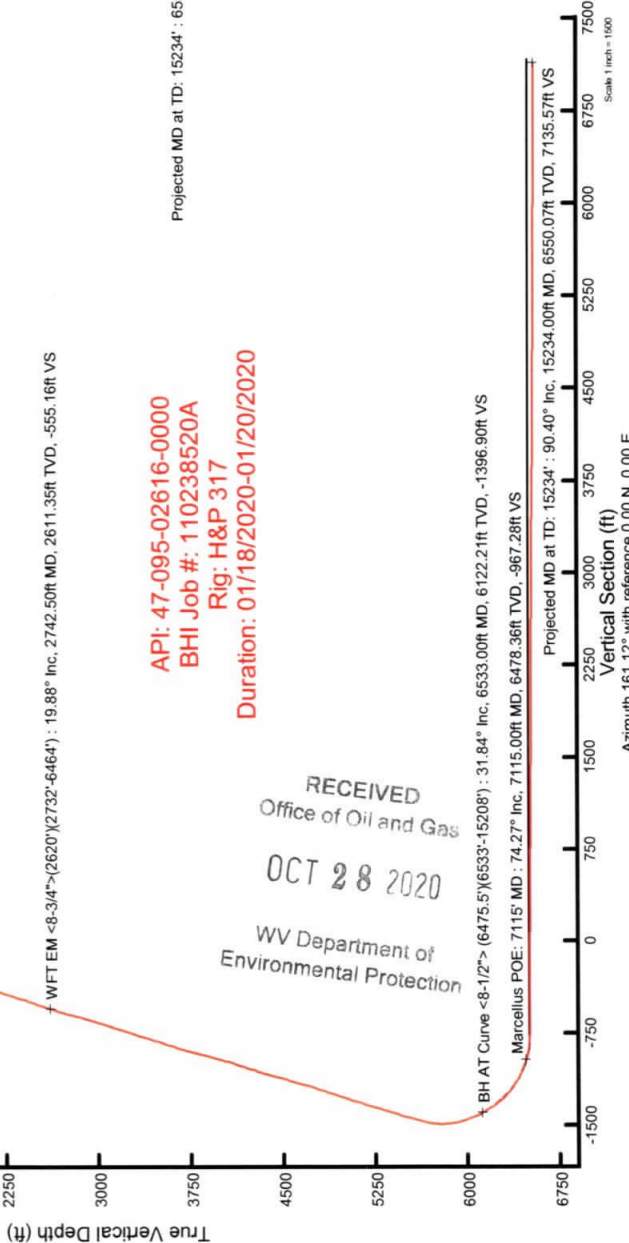 True Vertical Depth (ft)
2250
3000
3750
4500
5250
6000
6750
WFT EM <8-3/4">(2620')(2732'-6464') : 19.88° Inc, 2742.50ft MD, 2611.35ft TVD, -555.16ft VS
Projected MD at TD: 15234' : 65
API: 47-095-02616-0000
BHI Job #: 110238520A
Rig: H&P 317
Duration: 01/18/2020-01/20/2020
RECEIVED
Office of Oil and Gas
OCT 28 2020
WV Department of
Environmental Protection
BH AT Curve <8-1/2"> (6475.5')(6533'-15208') : 31.84° Inc, 6533.00ft MD, 6122.21ft TVD, -1396.90ft VS
Marcellus POE: 7115' MD : 74.27° Inc, 7115.00ft MD, 6478.36ft TVD, -967.28ft VS
Projected MD at TD: 15234' : 90.40° Inc, 15234.00ft MD, 6550.07ft TVD, 7135.57ft VS
-1500 -750 0 750 1500 2250 3000 3750 4500 5250 6000 6750 7500
Vertical Section (ft)
Scale 1 inch = 1500
Azimuth 161.12° with reference 0.00 N, 0.00 E